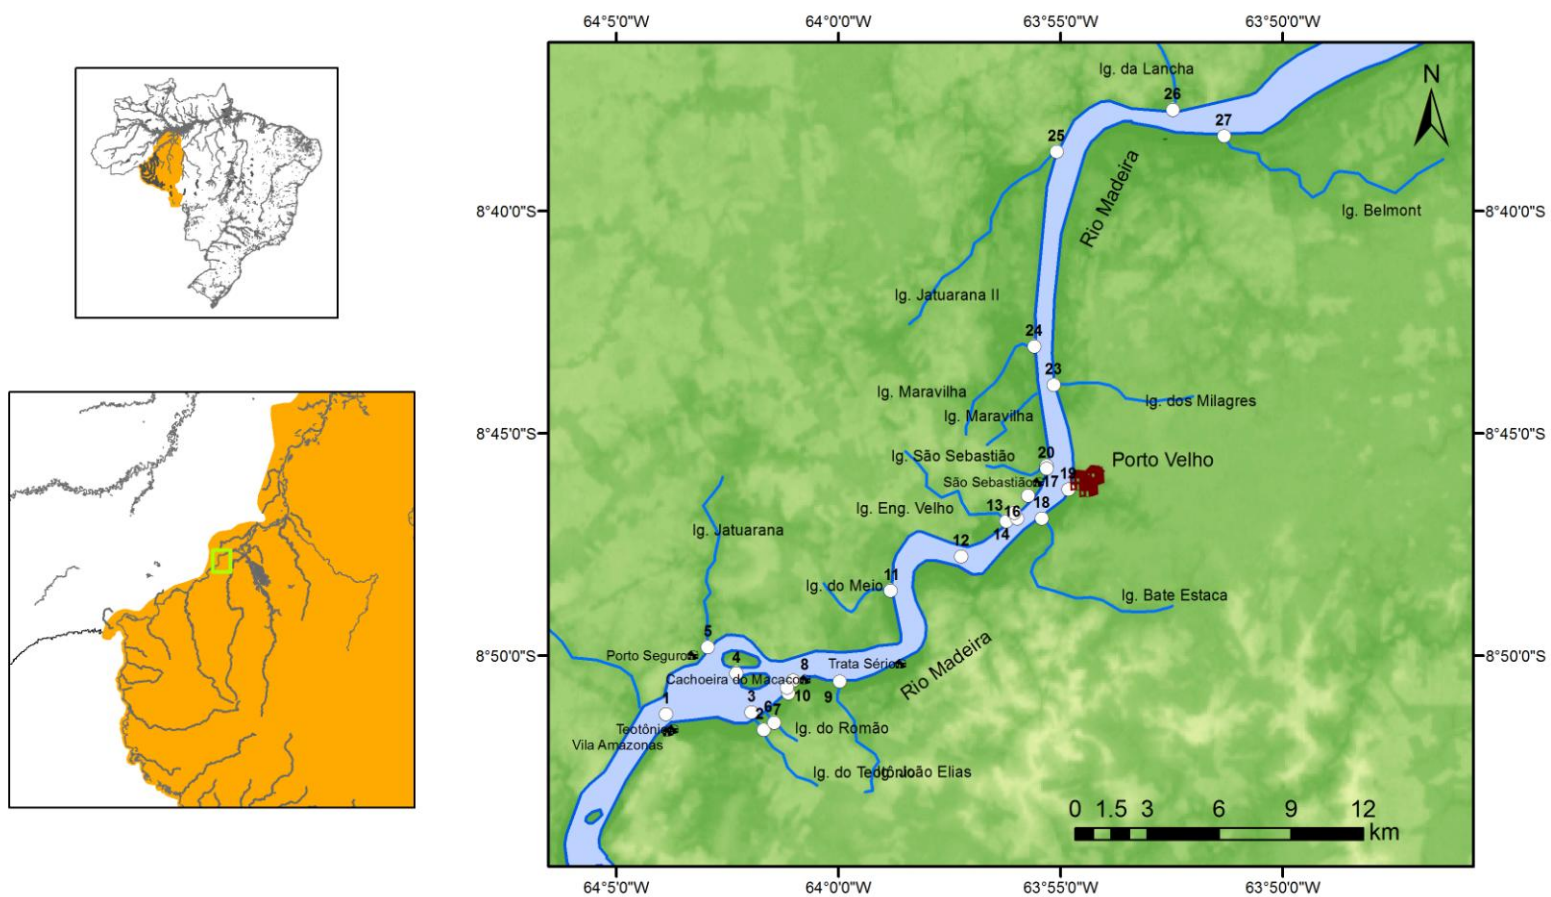 64°5'0"W 64°0'0"W 63°55'0"W 63°50'0"W
Ig. da Lancha
N
26
27
25
Rio Madeira
8°40'0"S 8°40'0"S
Ig. Belmont
Ig. Jatuarana II
24
23
Ig. Maravilha
Ig. dos Milagres
Ig. Maravilha
8°45'0"S 8°45'0"S
20
Ig. São Sebastião
Porto Velho
19
São Sebastião
17
13
16
18
Ig. Eng. Velho
14
Ig. Jatuarana
12
11
Ig. do Meio
Ig. Bate Estaca
5
8°50'0"S 8°50'0"S
Porto Seguro
4
8
Trata Sério
Rio Madeira
Cachoeira do Macaco
1
3
10
9
2
6
7
Teotônio
Ig. do Romão
Vila Amazonas
Ig. do Teotônio
Ig. João Elias
0 1.5 3 6 9 12
km
64°5'0"W 64°0'0"W 63°55'0"W 63°50'0"W